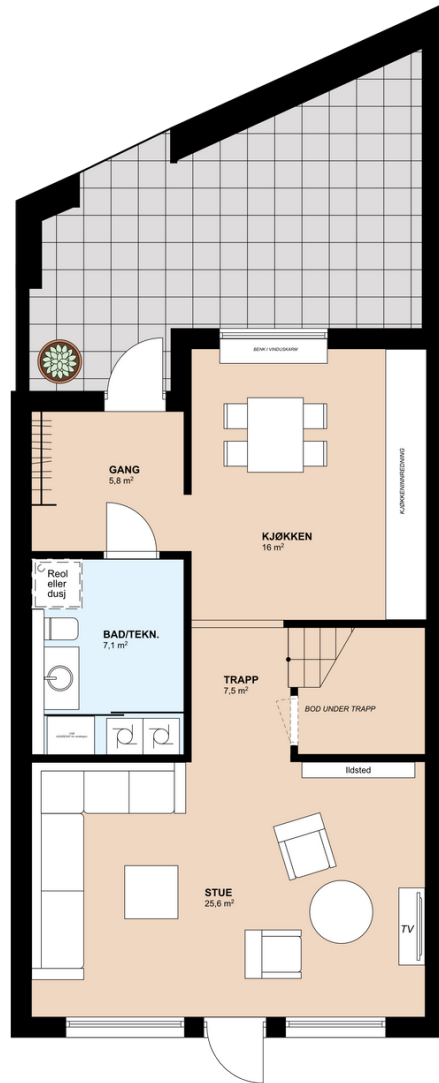 BENK I VINDUSKARM
GANG
5,8 m²
KJØKKENINNREDNING
KJØKKEN
16 m²
Reol
eller
dusj
BAD/TEKN.
7,1 m²
TRAPP
7,5 m²
BOD UNDER TRAPP
Ildsted
STUE
25,6 m²
TV